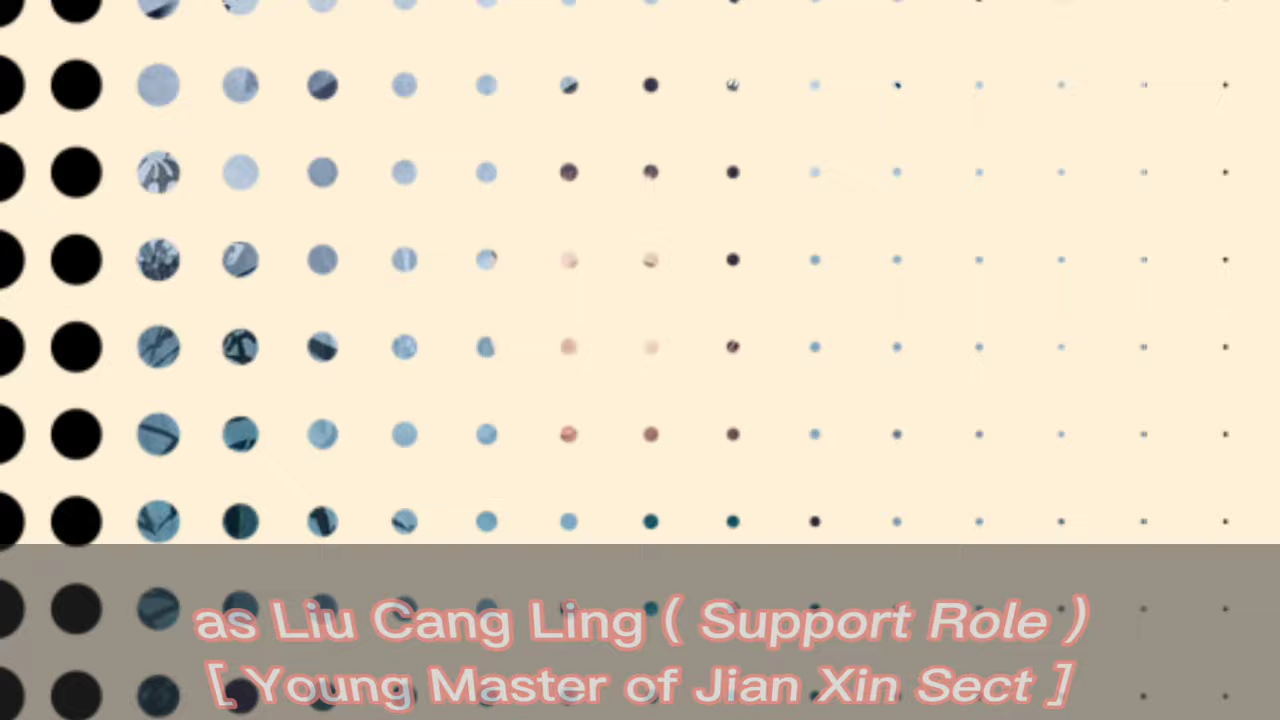 as Liu Cang Ling ( Support Role )
[ Young Master of Jian Xin Sect ]